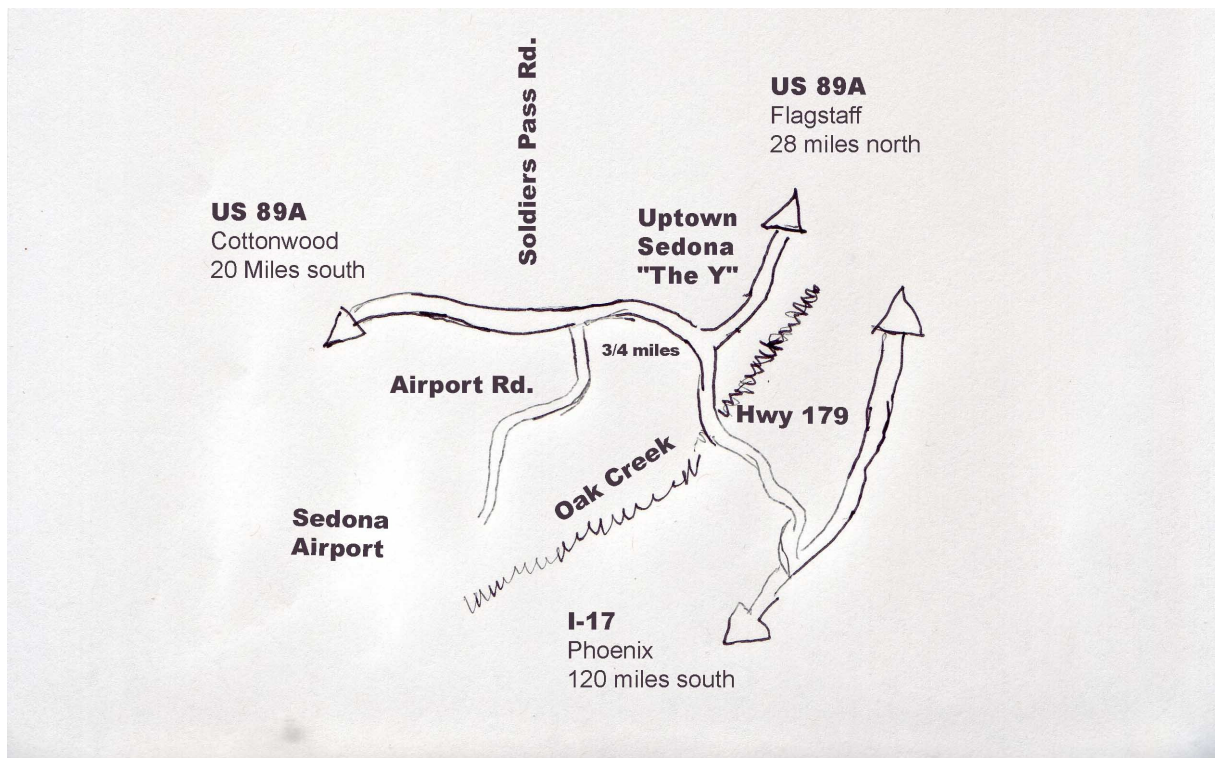 Soldiers Pass Rd.
US 89A
Flagstaff
28 miles north
US 89A
Cottonwood
20 Miles south
Uptown
Sedona
"The Y"
3/4 miles
Airport Rd.
Hwy 179
Oak Creek
Sedona
Airport
I-17
Phoenix
120 miles south